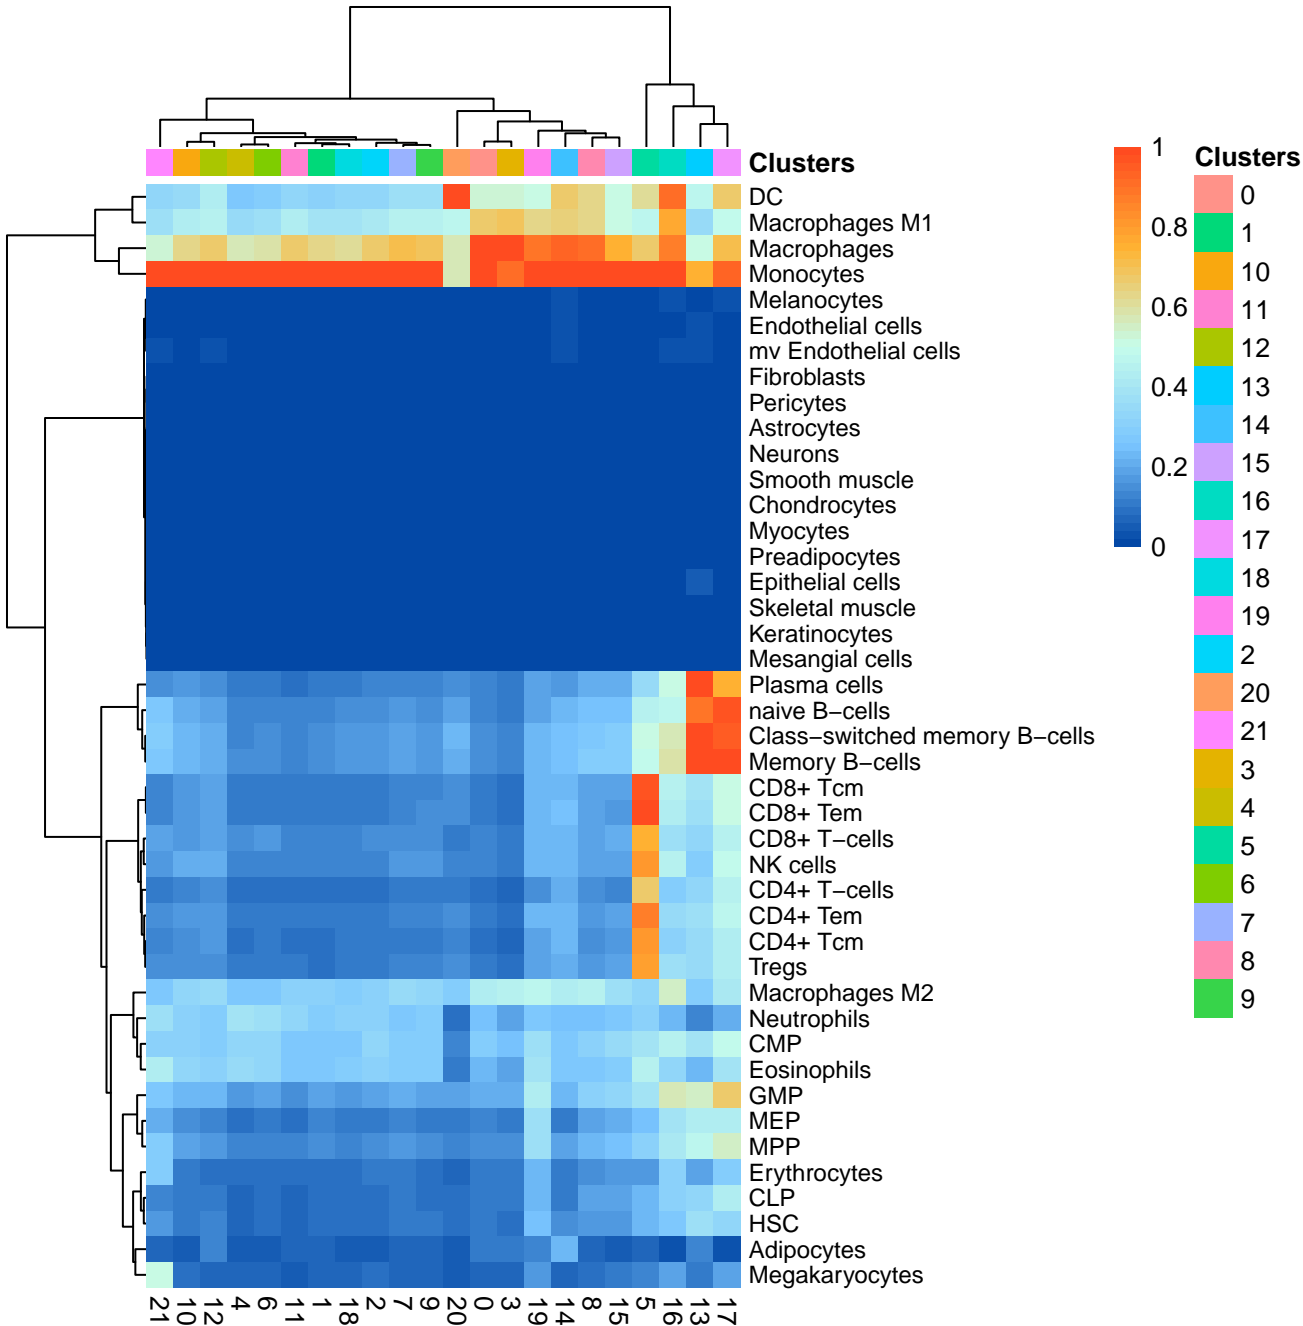 Clusters
DC
Macrophages M1
Macrophages
Monocytes
Melanocytes
Endothelial cells
mv Endothelial cells
Fibroblasts
Pericytes
Astrocytes
Neurons
Smooth muscle
Chondrocytes
Myocytes
Preadipocytes
Epithelial cells
Skeletal muscle
Keratinocytes
Mesangial cells
Plasma cells
naive B−cells
Class−switched memory B−cells
Memory B−cells
CD8+ Tcm
CD8+ Tem
CD8+ T−cells
NK cells
CD4+ T−cells
CD4+ Tem
CD4+ Tcm
Tregs
Macrophages M2
Neutrophils
CMP
Eosinophils
GMP
MEP
MPP
Erythrocytes
CLP
HSC
Adipocytes
Megakaryocytes
21 10 12 4 6 11 1 18 2 7 9 20 0 3 19 14 8 15 5 16 13 17
1
0.8
0.6
0.4
0.2
0
Clusters
0
1
10
11
12
13
14
15
16
17
18
19
2
20
21
3
4
5
6
7
8
9